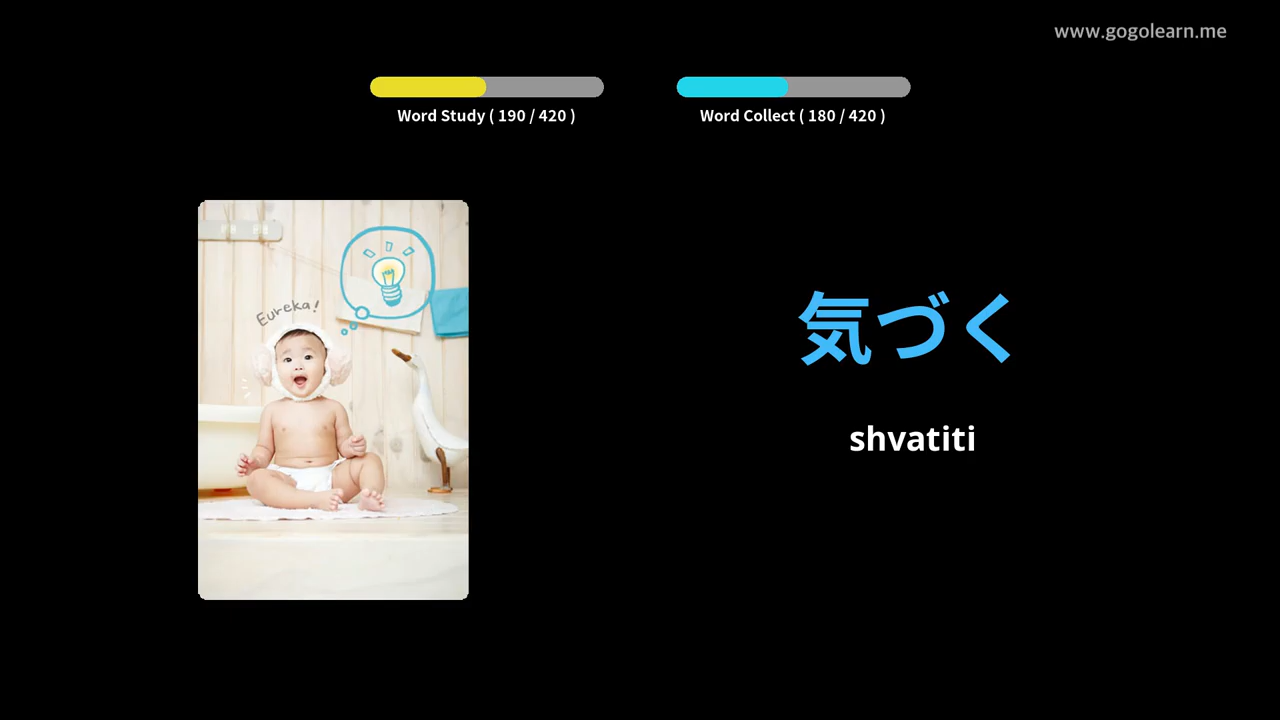 www.gogolearn.me
Word Study ( 190 / 420 )
Word Collect ( 180 / 420 )
Eureka!
気づく
shvatiti